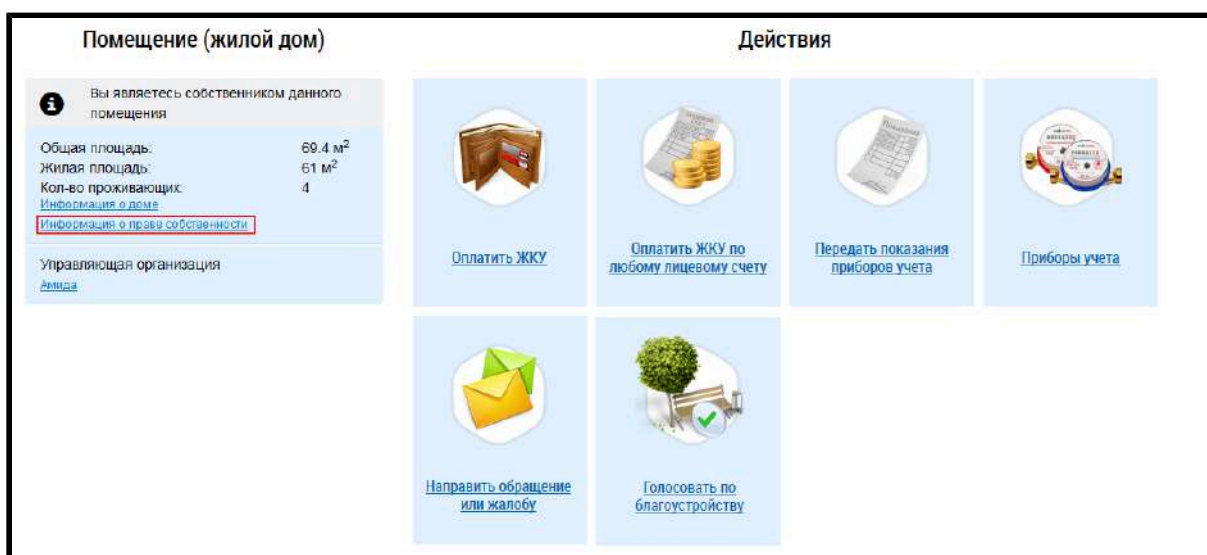 Помещение (жилой дом)
Действия
Вы являетесь собственником данного
помещения
Общая площадь: 69.4 м²
Жилая площадь: 61 м²
Кол-во проживающих: 4
Информация о доме
Информация о праве собственности
Управляющая организация
Амида
Оплатить ЖКУ
Оплатить ЖКУ по
любому лицевому счету
Передать показания
приборов учета
Приборы учета
Направить обращение
или жалобу
Голосовать по
благоустройству